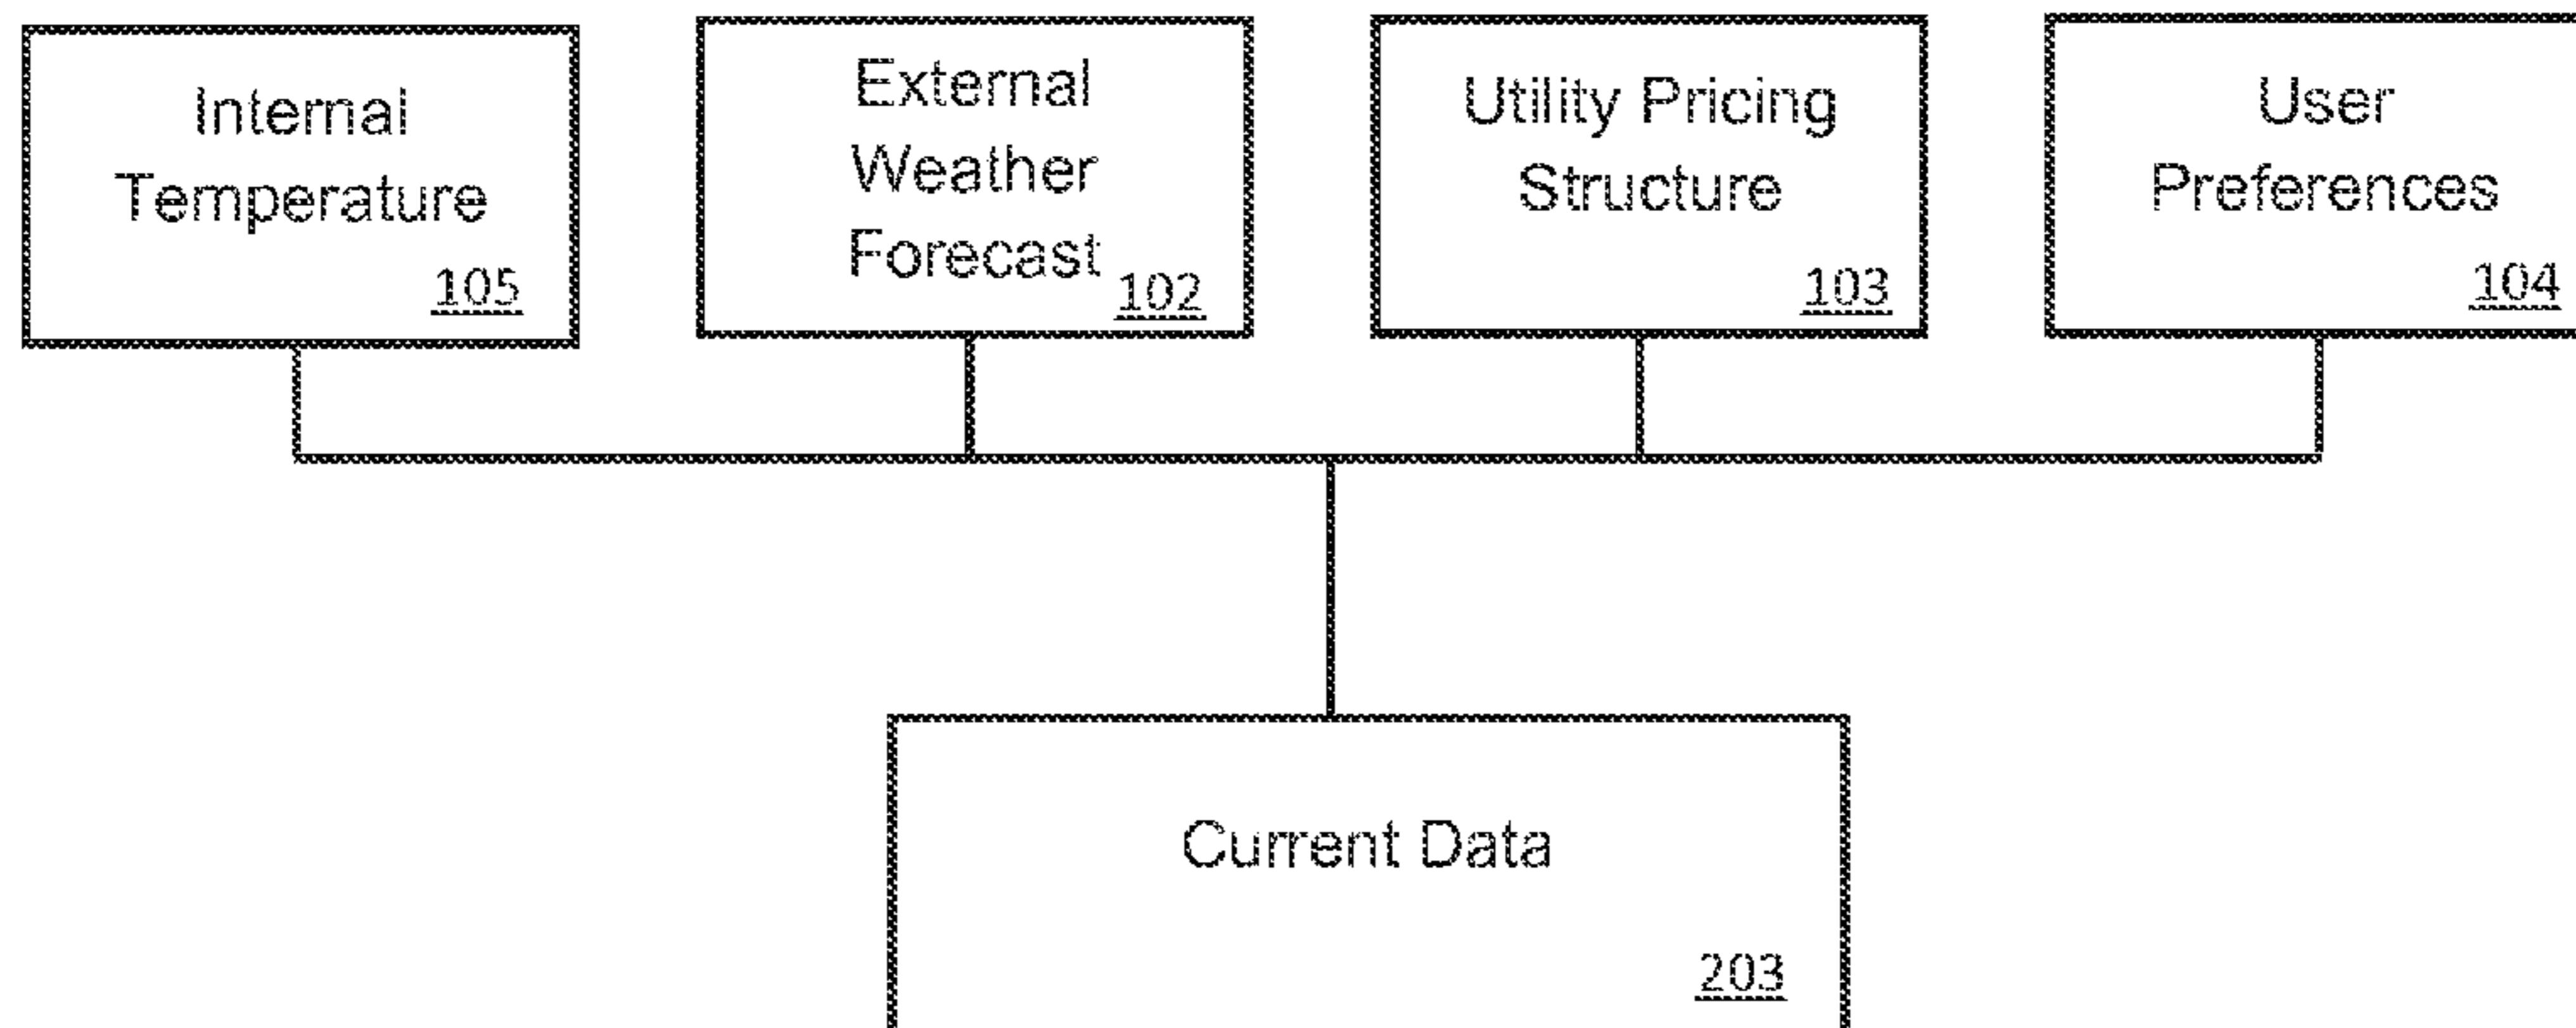 Internal
Temperature
105
External
Weather
Forecast
102
Utility Pricing
Structure
103
User
Preferences
104
Current Data
203